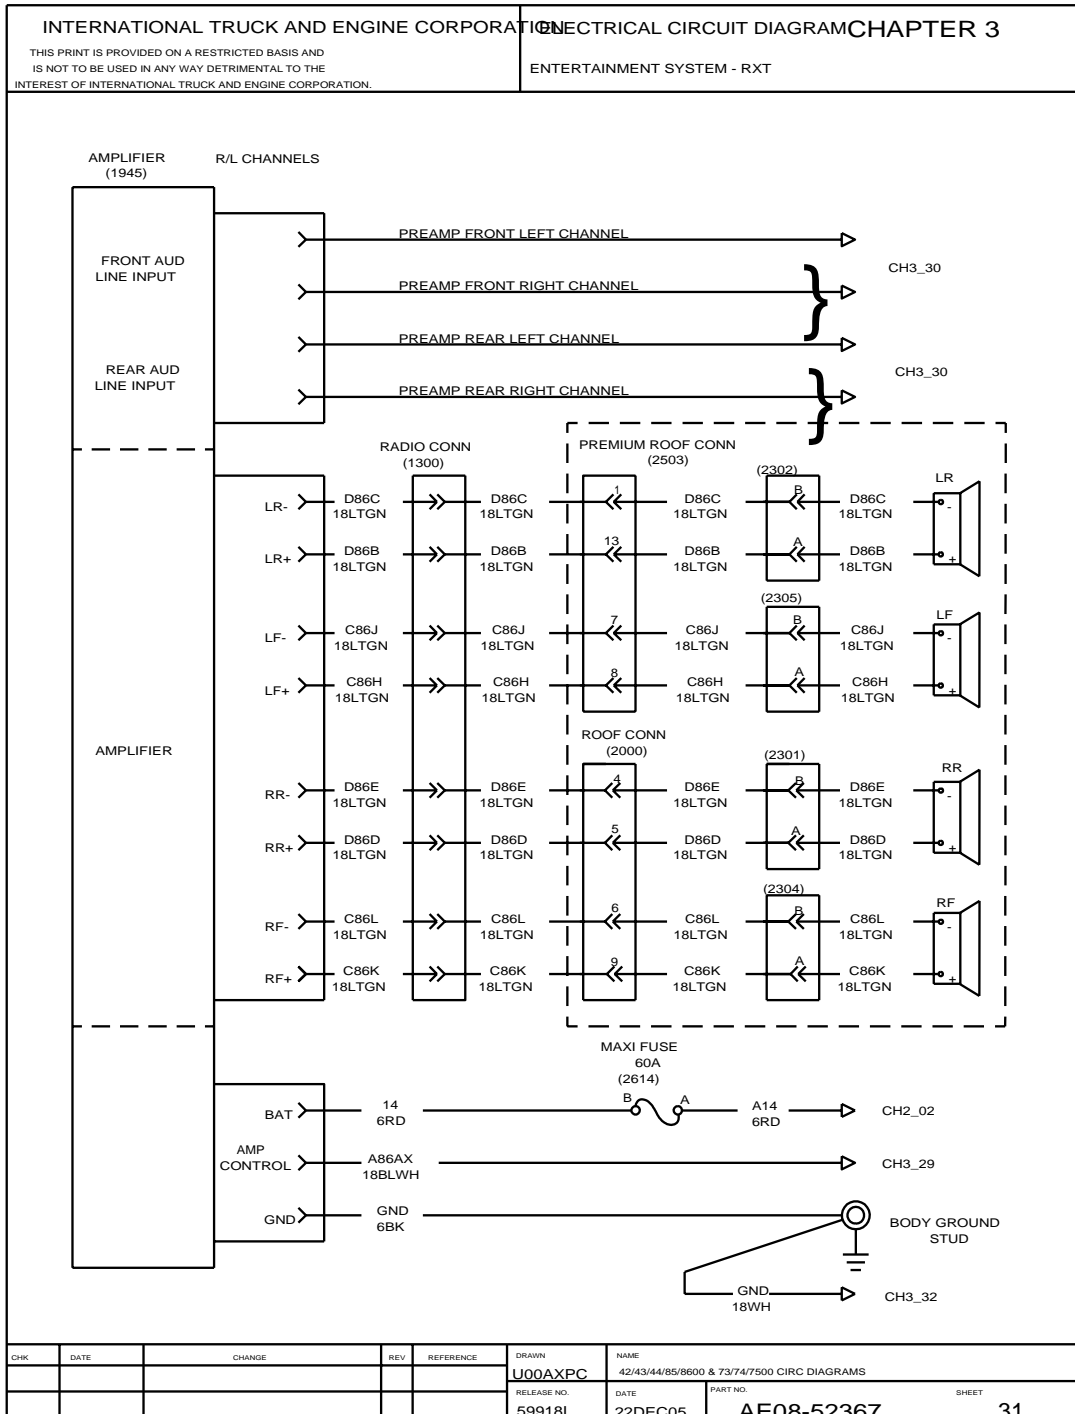 INTERNATIONAL TRUCK AND ENGINE CORPORATION
ELECTRICAL CIRCUIT DIAGRAM CHAPTER 3
THIS PRINT IS PROVIDED ON A RESTRICTED BASIS AND
IS NOT TO BE USED IN ANY WAY DETRIMENTAL TO THE
INTEREST OF INTERNATIONAL TRUCK AND ENGINE CORPORATION.
ENTERTAINMENT SYSTEM - RXT
AMPLIFIER
(1945)
R/L CHANNELS
FRONT AUD
LINE INPUT
PREAMP FRONT LEFT CHANNEL
CH3_30
PREAMP FRONT RIGHT CHANNEL
}
REAR AUD
LINE INPUT
PREAMP REAR LEFT CHANNEL
CH3_30
PREAMP REAR RIGHT CHANNEL
}
RADIO CONN
(1300)
PREMIUM ROOF CONN
(2503)
(2302)
LR
LR- D86C D86C 1 D86C B D86C -
18LTGN 18LTGN 18LTGN 18LTGN
LR+ D86B D86B 13 D86B A D86B +
18LTGN 18LTGN 18LTGN 18LTGN
(2305)
LF
LF- C86J C86J 7 C86J B C86J -
18LTGN 18LTGN 18LTGN 18LTGN
LF+ C86H C86H 8 C86H A C86H +
18LTGN 18LTGN 18LTGN 18LTGN
AMPLIFIER
ROOF CONN
(2000)
(2301)
RR
RR- D86E D86E 4 D86E B D86E -
18LTGN 18LTGN 18LTGN 18LTGN
RR+ D86D D86D 5 D86D A D86D +
18LTGN 18LTGN 18LTGN 18LTGN
(2304)
RF
RF- C86L C86L 6 C86L B C86L -
18LTGN 18LTGN 18LTGN 18LTGN
RF+ C86K C86K 9 C86K A C86K +
18LTGN 18LTGN 18LTGN 18LTGN
MAXI FUSE
60A
(2614)
BAT 14 B A A14 CH2_02
6RD 6RD
AMP
CONTROL A86AX CH3_29
18BLWH
GND GND
6BK
BODY GROUND
STUD
GND CH3_32
18WH
CHK DATE CHANGE REV REFERENCE
DRAWN
U00AXPC
NAME
42/43/44/85/8600 & 73/74/7500 CIRC DIAGRAMS
RELEASE NO.
59918L
DATE
22DEC05
PART NO.
AE08-52367
SHEET
31